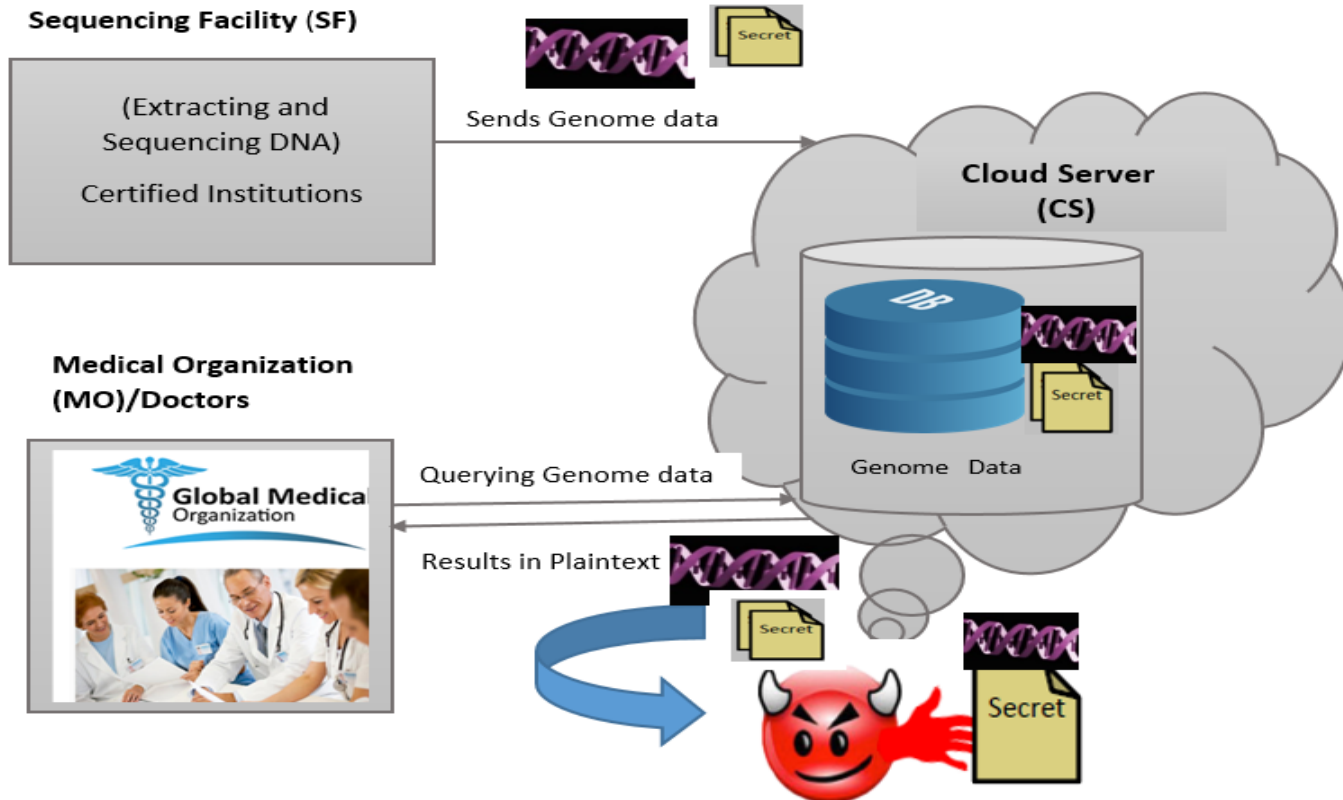 Sequencing Facility (SF)
(Extracting and
Sequencing DNA)
Certified Institutions
Secret
Sends Genome data
Cloud Server
(CS)
DB
Secret
Genome Data
Medical Organization
(MO)/Doctors
Global Medical
Organization
Querying Genome data
Results in Plaintext
Secret
Secret